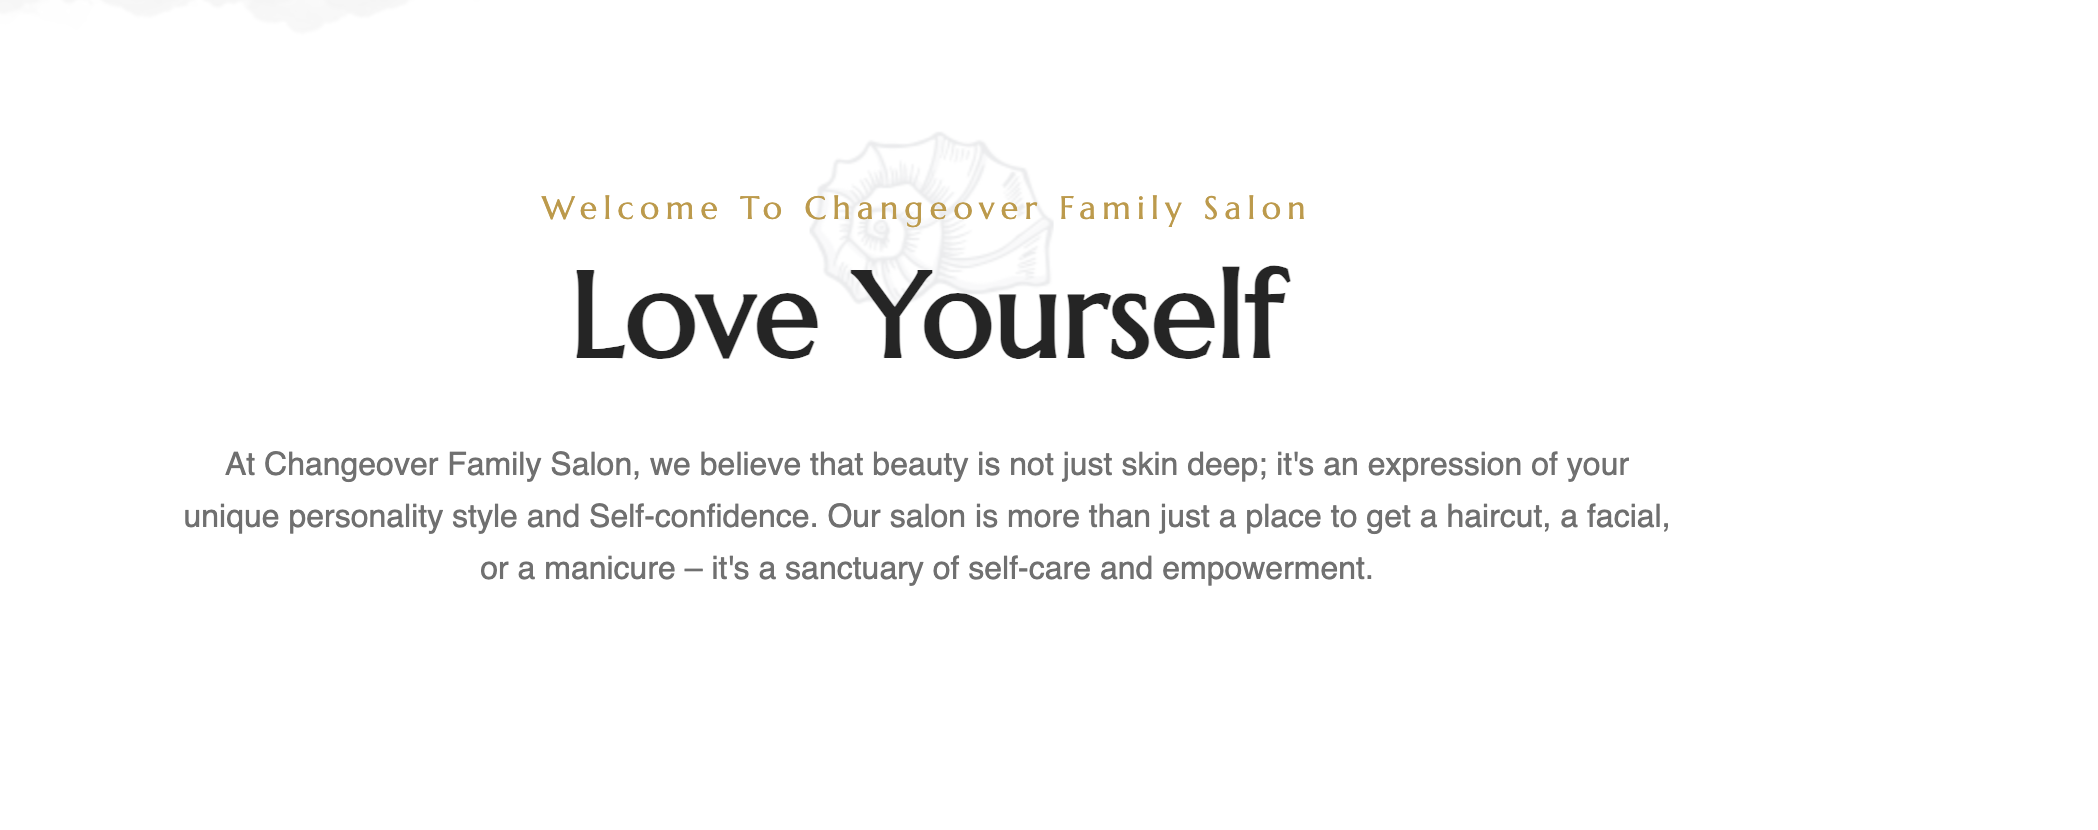 Welcome To Changeover Family Salon
Love Yourself
At Changeover Family Salon, we believe that beauty is not just skin deep; it's an expression of your
unique personality style and Self-confidence. Our salon is more than just a place to get a haircut, a facial,
or a manicure – it's a sanctuary of self-care and empowerment.